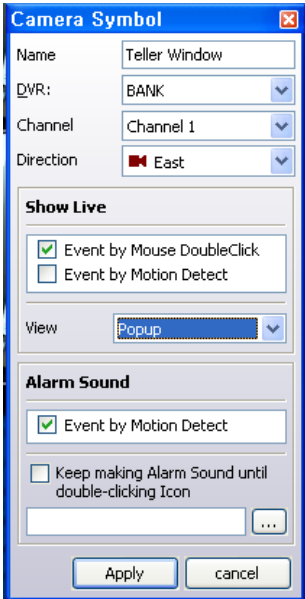 Camera Symbol
Name Teller Window
DVR: BANK
Channel Channel 1
Direction East
Show Live
Event by Mouse DoubleClick
Event by Motion Detect
View Popup
Alarm Sound
Event by Motion Detect
Keep making Alarm Sound until
double-clicking Icon
...
Apply cancel